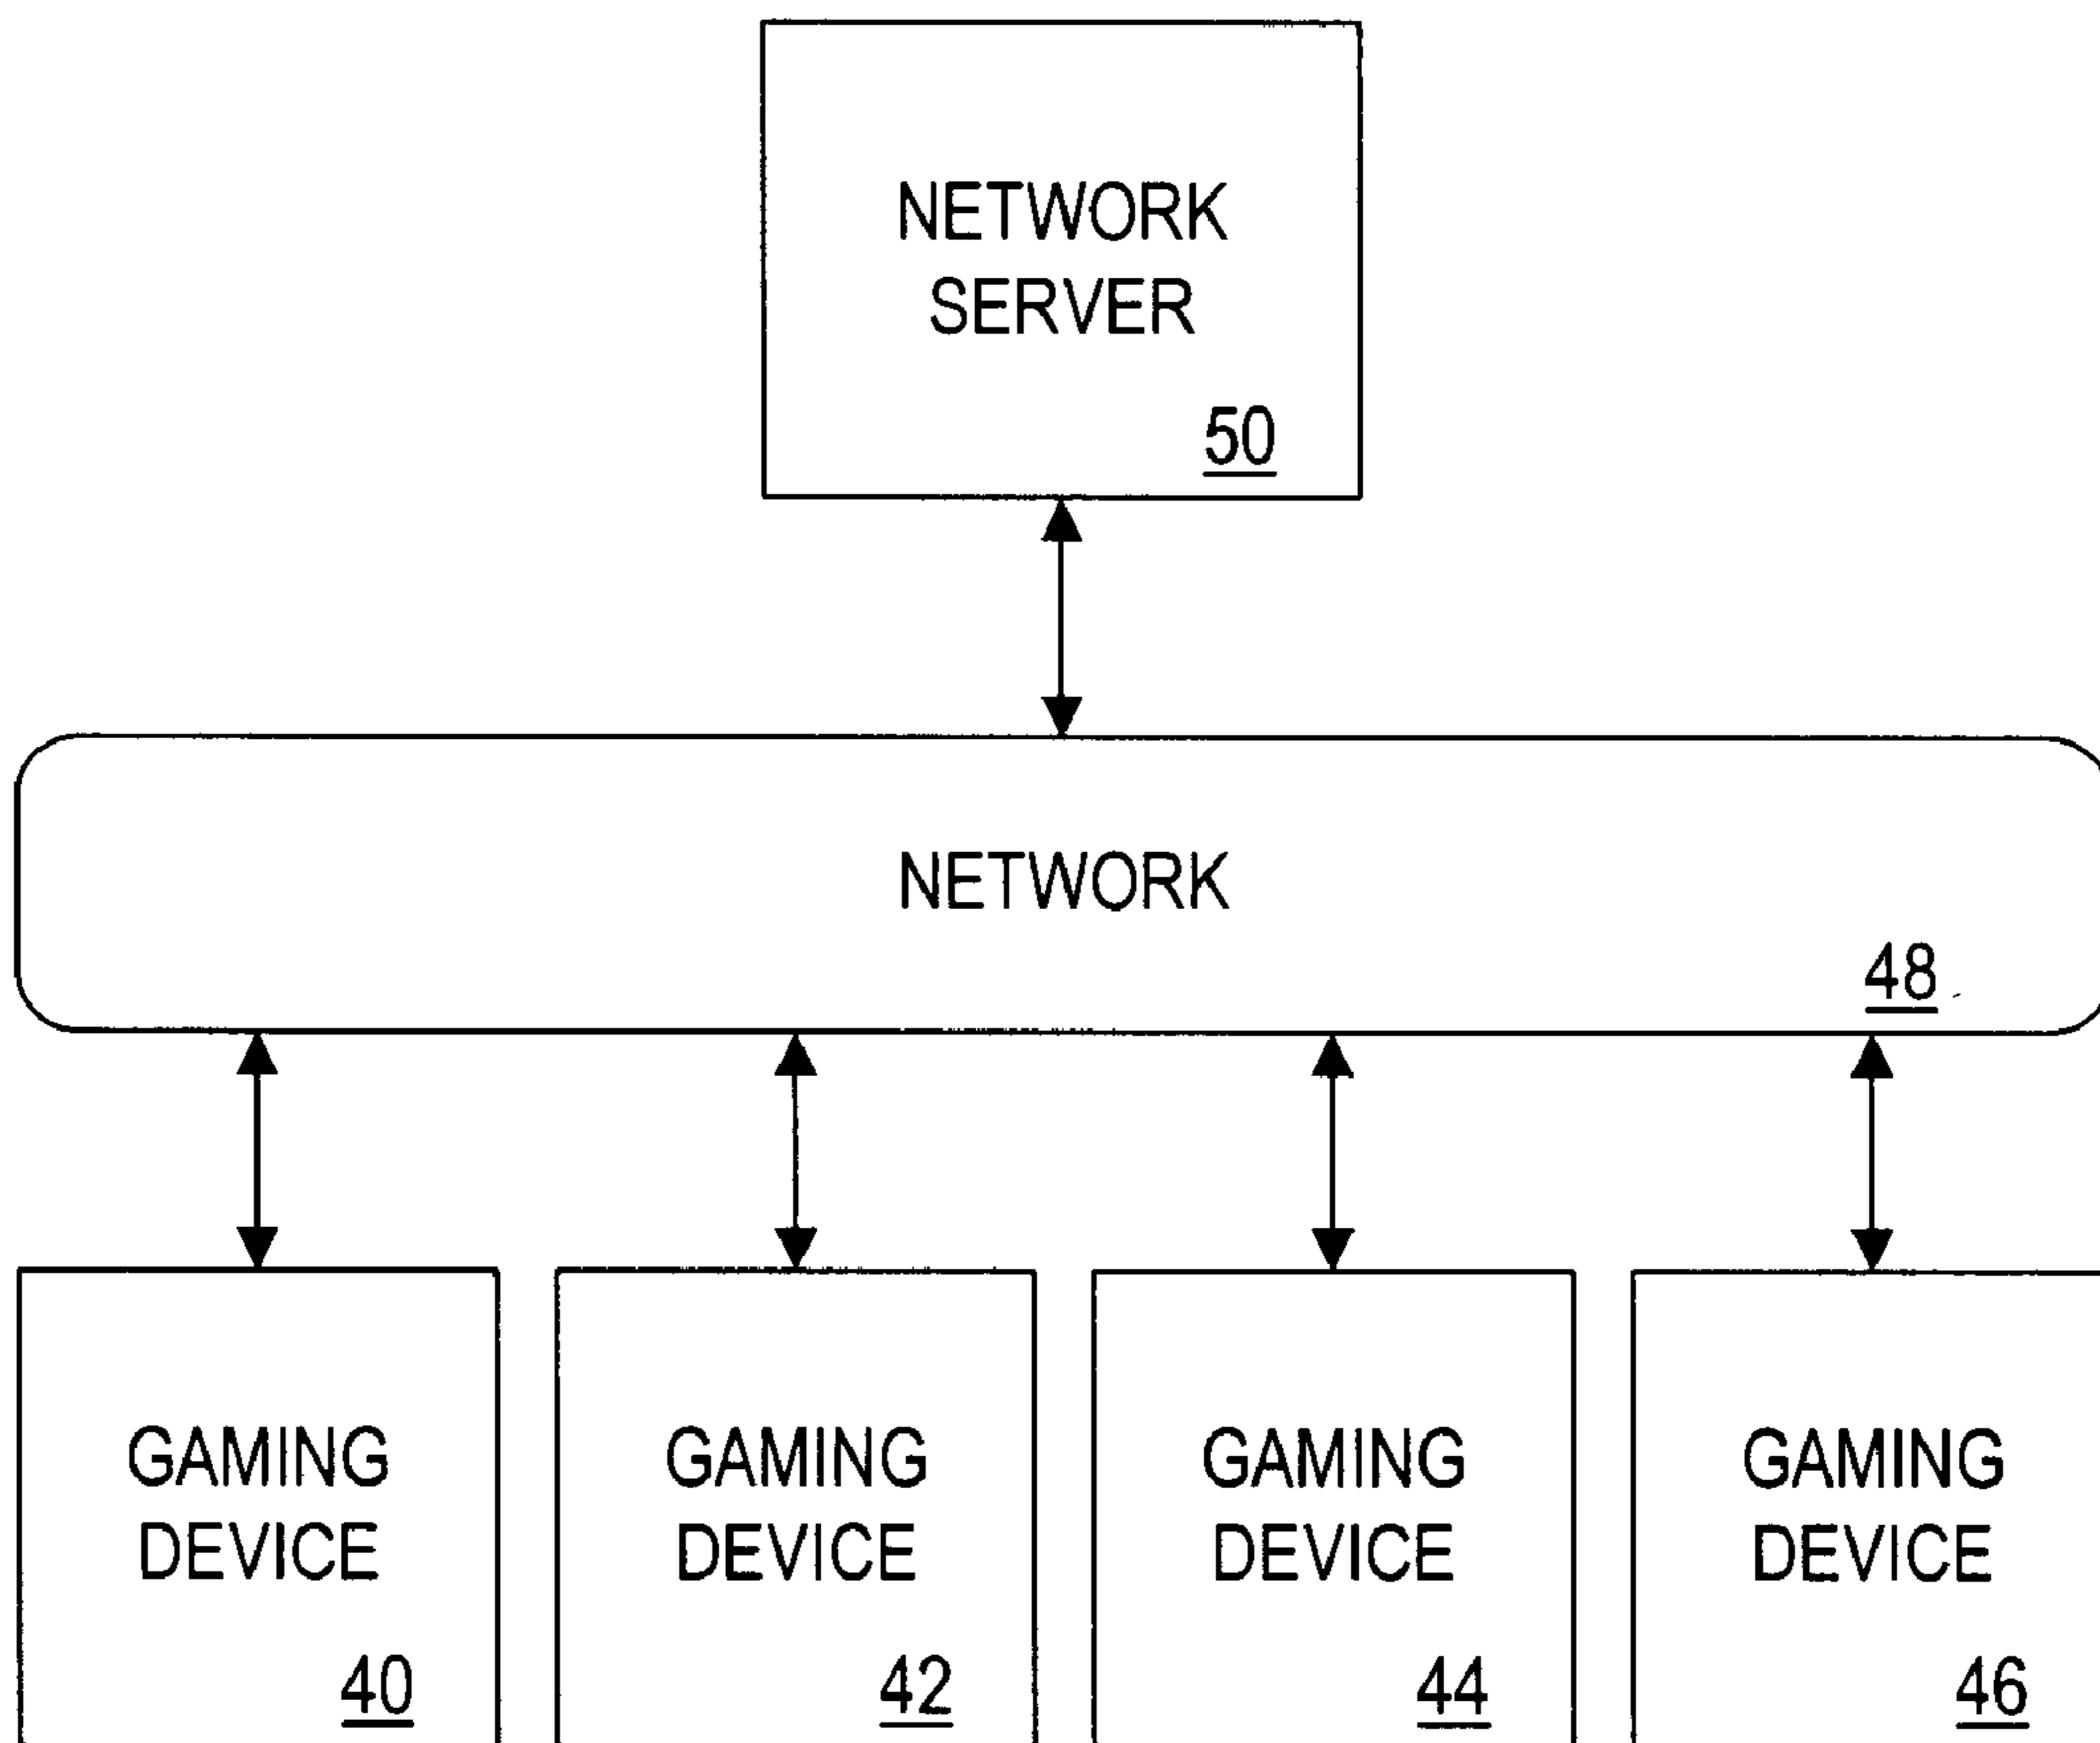 NETWORK
SERVER
50
NETWORK
48
GAMING
DEVICE
40
GAMING
DEVICE
42
GAMING
DEVICE
44
GAMING
DEVICE
46